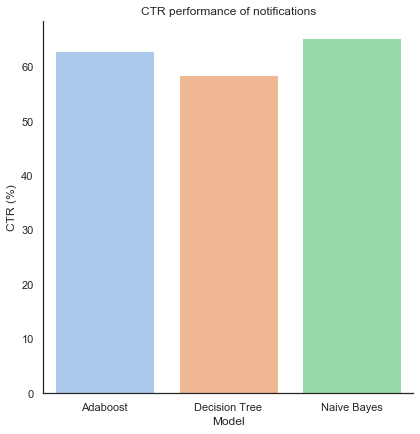 CTR performance of notifications
CTR (%)
60
50
40
30
20
10
0
Adaboost
Decision Tree
Naive Bayes
Model